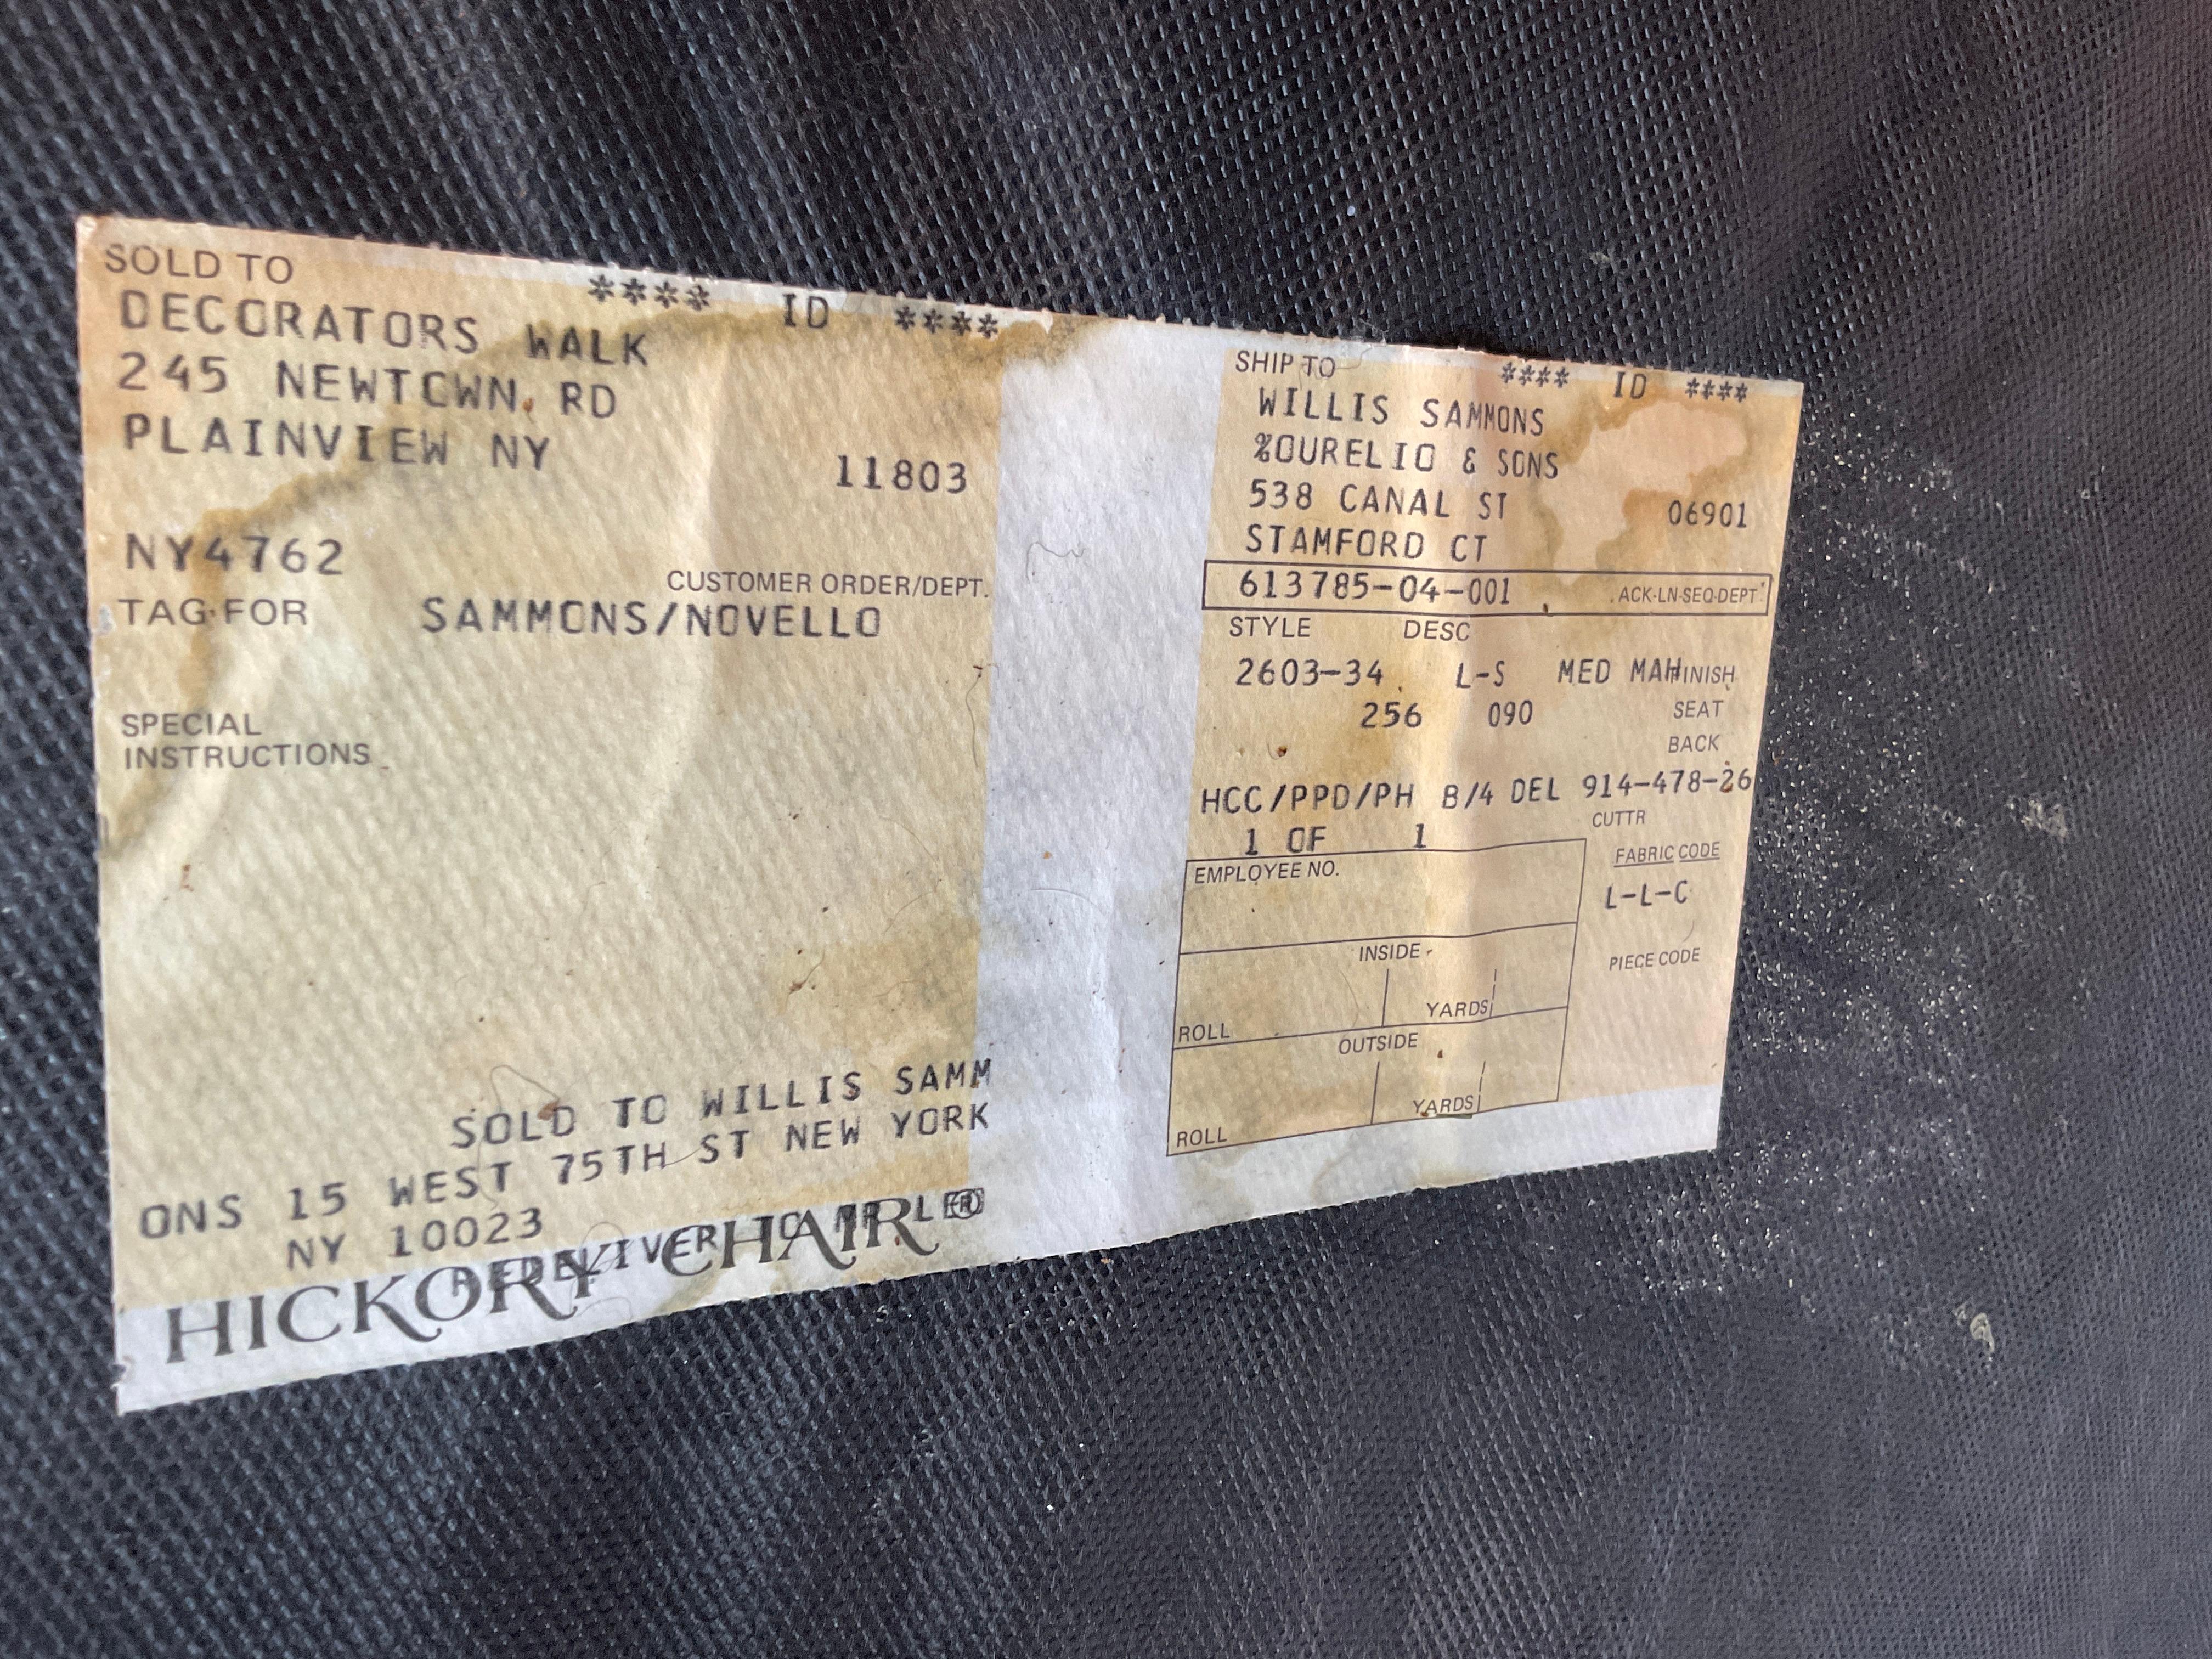 SOLD TO
**** ID ****
DECORATORS WALK
245 NEWTOWN RD
PLAINVIEW NY
11803
NY4762
CUSTOMER ORDER/DEPT.
TAG FOR SAMMONS/NOVELLO
SPECIAL
INSTRUCTIONS
SOLD TO WILLIS SAMM
ONS 15 WEST 75TH ST NEW YORK
NY 10023
HICKORY CHAIR®
SHIP TO
**** ID ****
WILLIS SAMMONS
%OURELIO & SONS
538 CANAL ST 06901
STAMFORD CT
613785-04-001 ACK-LN-SEQ-DEPT
STYLE DESC
2603-34 L-S MED MAH INISH
256 090 SEAT
BACK
HCC/PPD/PH B/4 DEL 914-478-26
CUTTR
1 OF 1
EMPLOYEE NO.
FABRIC CODE
L-L-C
INSIDE
PIECE CODE
ROLL YARDS
OUTSIDE
ROLL YARDS